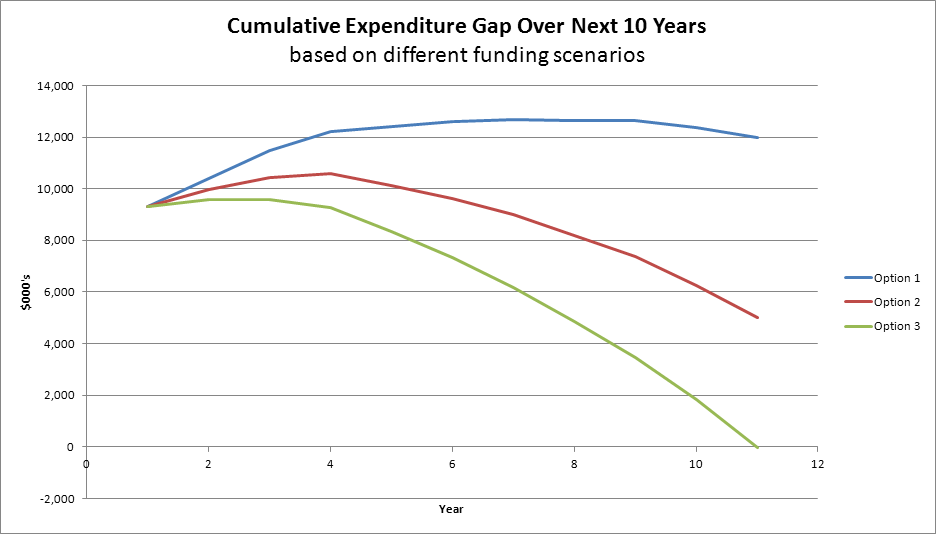 Cumulative Expenditure Gap Over Next 10 Years
based on different funding scenarios
14,000
12,000
10,000
8,000
6,000
4,000
2,000
0
-2,000
$000's
0
2
4
6
8
10
12
Year
Option 1
Option 2
Option 3